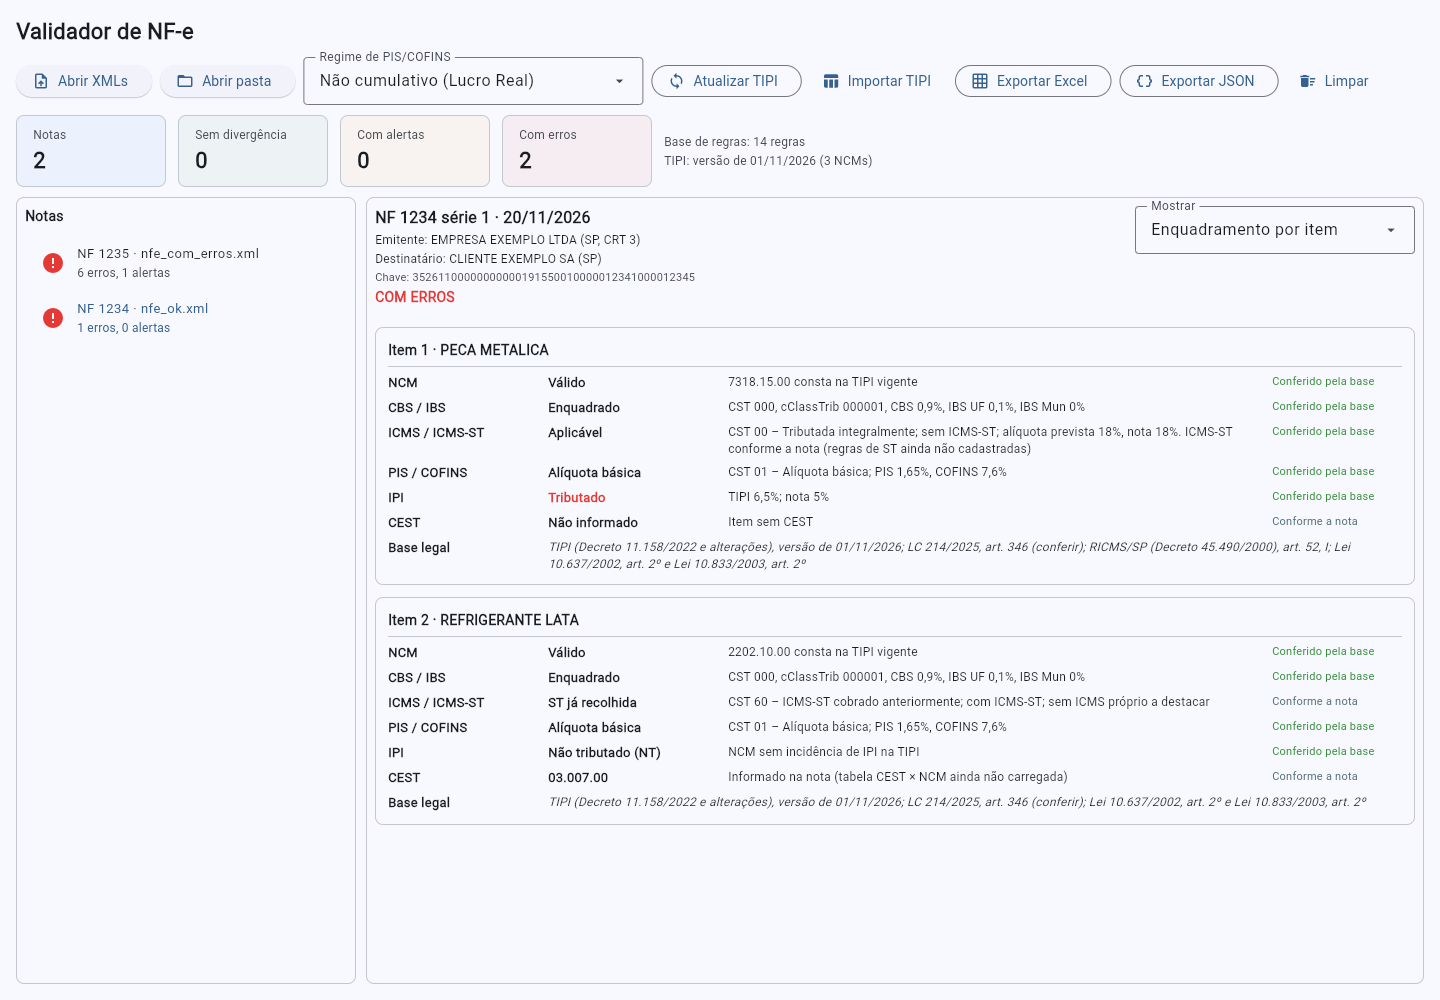 Validador de NF-e
Abrir XMLs
Abrir pasta
Regime de PIS/COFINS
Não cumulativo (Lucro Real)
Atualizar TIPI
Importar TIPI
Exportar Excel
Exportar JSON
Limpar
Notas
2
Sem divergência
0
Com alertas
0
Com erros
2
Base de regras: 14 regras
TIPI: versão de 01/11/2026 (3 NCMs)
Notas
NF 1235 · nfe_com_erros.xml
6 erros, 1 alertas
NF 1234 · nfe_ok.xml
1 erros, 0 alertas
NF 1234 série 1 · 20/11/2026
Emitente: EMPRESA EXEMPLO LTDA (SP, CRT 3)
Destinatário: CLIENTE EXEMPLO SA (SP)
Chave: 35261100000000000191550010000012341000012345
COM ERROS
Mostrar
Enquadramento por item
Item 1 · PECA METALICA
NCM Válido 7318.15.00 consta na TIPI vigente Conferido pela base
CBS / IBS Enquadrado CST 000, cClassTrib 000001, CBS 0,9%, IBS UF 0,1%, IBS Mun 0% Conferido pela base
ICMS / ICMS-ST Aplicável CST 00 – Tributada integralmente; sem ICMS-ST; alíquota prevista 18%, nota 18%. ICMS-ST Conferido pela base
conforme a nota (regras de ST ainda não cadastradas)
PIS / COFINS Alíquota básica CST 01 – Alíquota básica; PIS 1,65%, COFINS 7,6% Conferido pela base
IPI Tributado TIPI 6,5%; nota 5% Conferido pela base
CEST Não informado Item sem CEST Conforme a nota
Base legal TIPI (Decreto 11.158/2022 e alterações), versão de 01/11/2026; LC 214/2025, art. 346 (conferir); RICMS/SP (Decreto 45.490/2000), art. 52, I; Lei
10.637/2002, art. 2º e Lei 10.833/2003, art. 2º
Item 2 · REFRIGERANTE LATA
NCM Válido 2202.10.00 consta na TIPI vigente Conferido pela base
CBS / IBS Enquadrado CST 000, cClassTrib 000001, CBS 0,9%, IBS UF 0,1%, IBS Mun 0% Conferido pela base
ICMS / ICMS-ST ST já recolhida CST 60 – ICMS-ST cobrado anteriormente; com ICMS-ST; sem ICMS próprio a destacar Conforme a nota
PIS / COFINS Alíquota básica CST 01 – Alíquota básica; PIS 1,65%, COFINS 7,6% Conferido pela base
IPI Não tributado (NT) NCM sem incidência de IPI na TIPI Conferido pela base
CEST 03.007.00 Informado na nota (tabela CEST × NCM ainda não carregada) Conforme a nota
Base legal TIPI (Decreto 11.158/2022 e alterações), versão de 01/11/2026; LC 214/2025, art. 346 (conferir); Lei 10.637/2002, art. 2º e Lei 10.833/2003, art. 2º